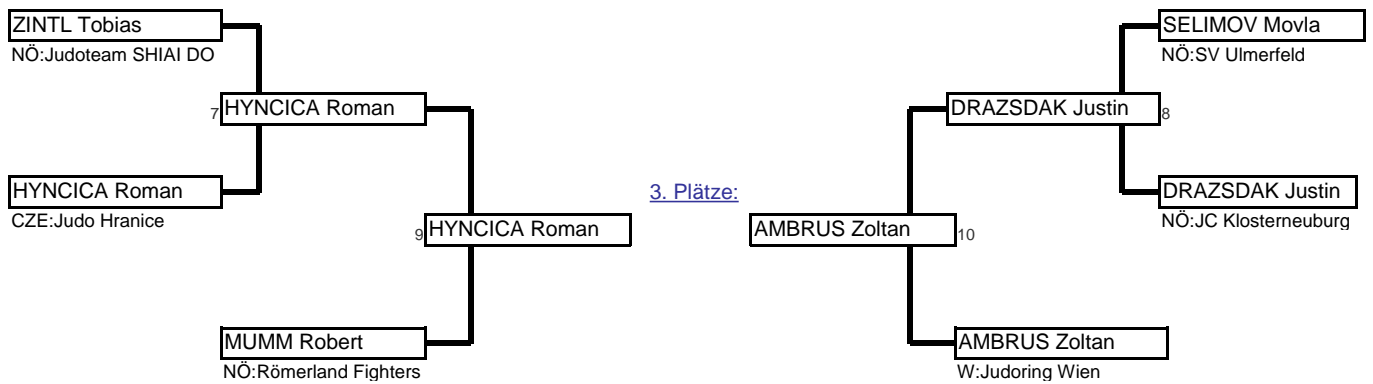 ZINTL Tobias
NÖ:Judoteam SHIAI DO
7 HYNCICA Roman
HYNCICA Roman
CZE:Judo Hranice
9 HYNCICA Roman
MUMM Robert
NÖ:Römerland Fighters
3. Plätze:
SELIMOV Movla
NÖ:SV Ulmerfeld
DRAZSDAK Justin 8
DRAZSDAK Justin
NÖ:JC Klosterneuburg
AMBRUS Zoltan 10
AMBRUS Zoltan
W:Judoring Wien